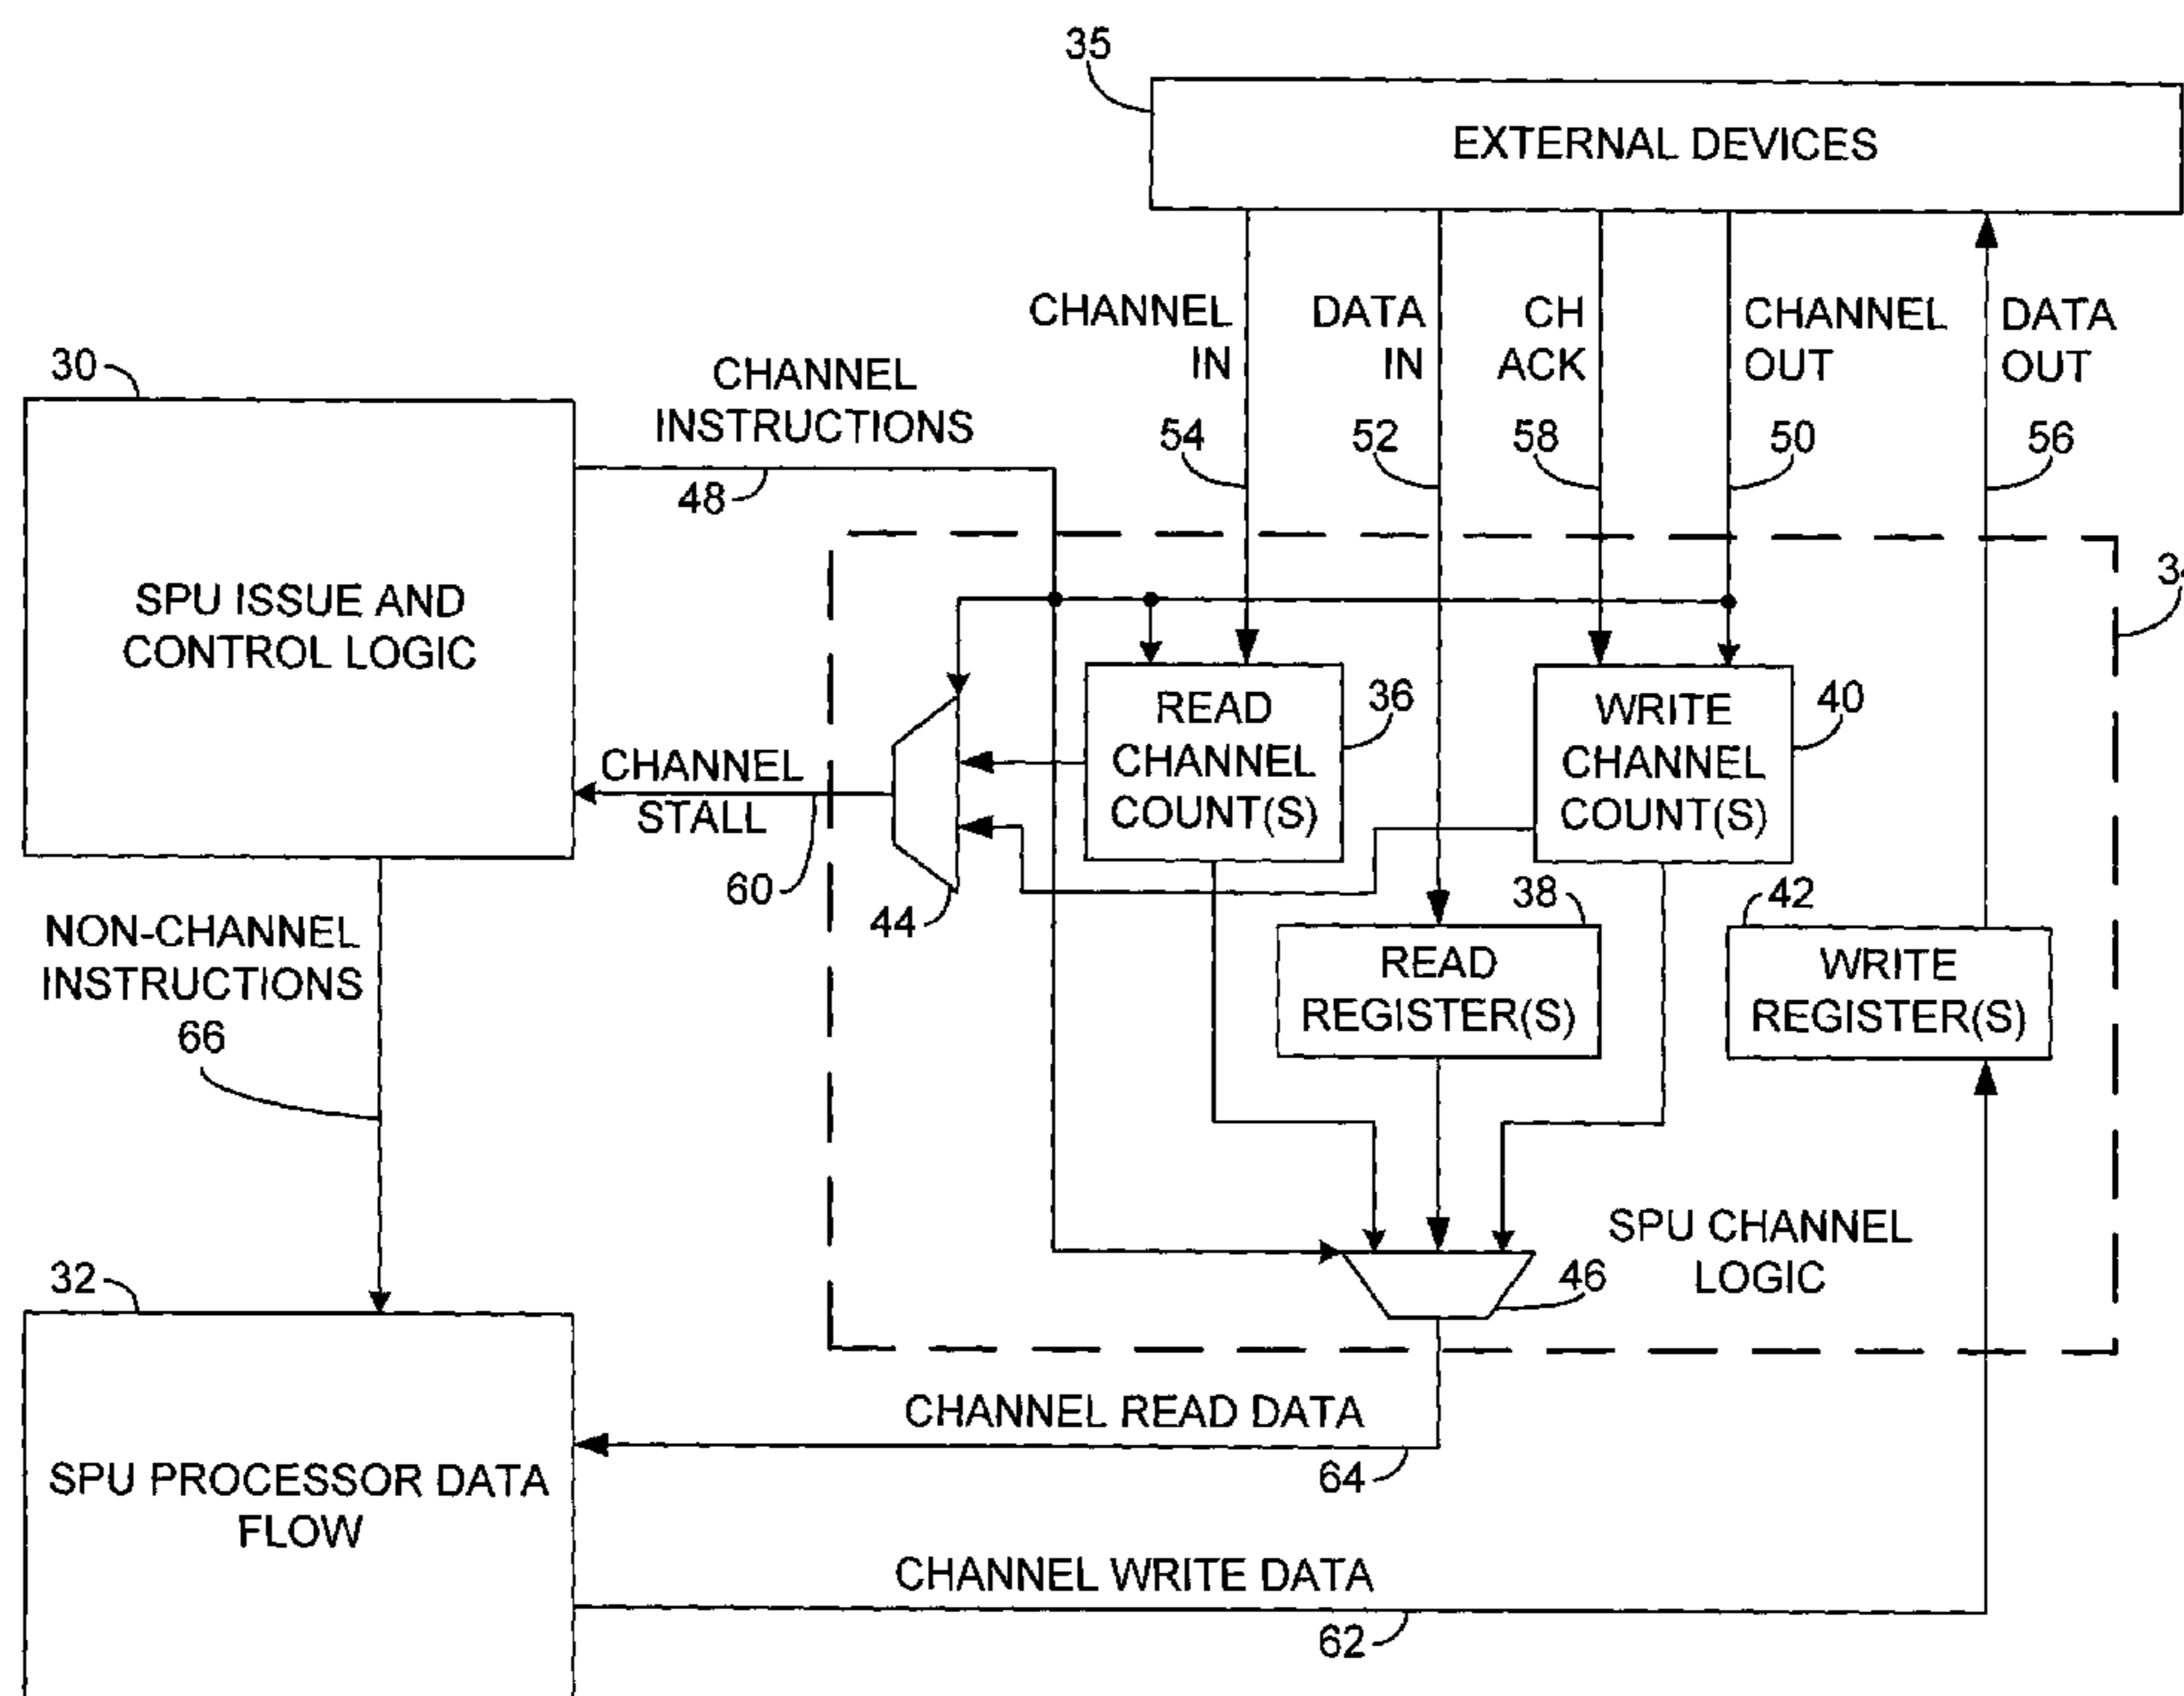 35
EXTERNAL DEVICES
CHANNEL
IN
DATA
IN
CH
ACK
CHANNEL
OUT
DATA
OUT
54
52
58
50
56
30
CHANNEL
INSTRUCTIONS
48
SPU ISSUE AND
CONTROL LOGIC
READ
CHANNEL
COUNT(S)
36
WRITE
CHANNEL
COUNT(S)
40
CHANNEL
STALL
60
44
38
READ
REGISTER(S)
42
WRITE
REGISTER(S)
NON-CHANNEL
INSTRUCTIONS
66
SPU CHANNEL
LOGIC
46
32
SPU PROCESSOR DATA
FLOW
CHANNEL READ DATA
64
CHANNEL WRITE DATA
62